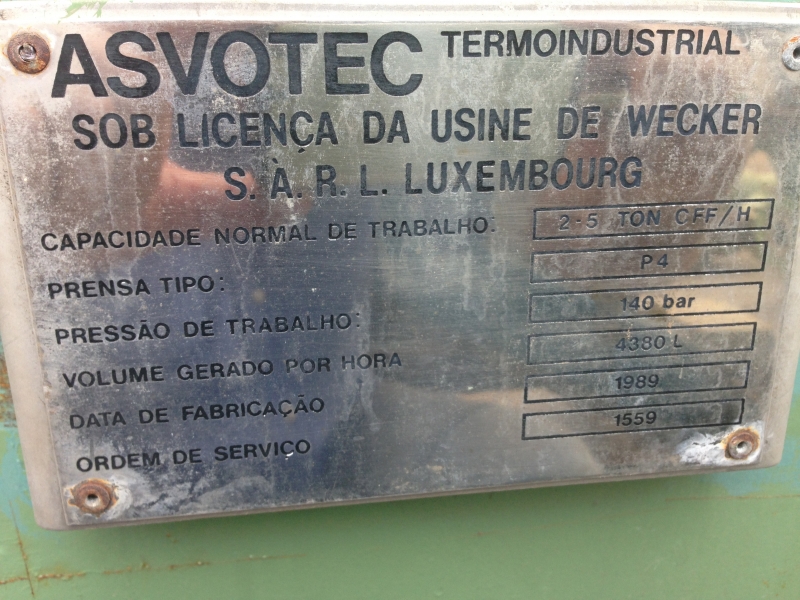 ASVOTEC TERMOINDUSTRIAL
SOB LICENÇA DA USINE DE WECKER
S. À. R. L. LUXEMBOURG
CAPACIDADE NORMAL DE TRABALHO: 2-5 TON CFF/H
PRENSA TIPO: P4
PRESSÃO DE TRABALHO: 140 bar
VOLUME GERADO POR HORA 4380 L
DATA DE FABRICAÇÃO 1989
ORDEM DE SERVIÇO 1559